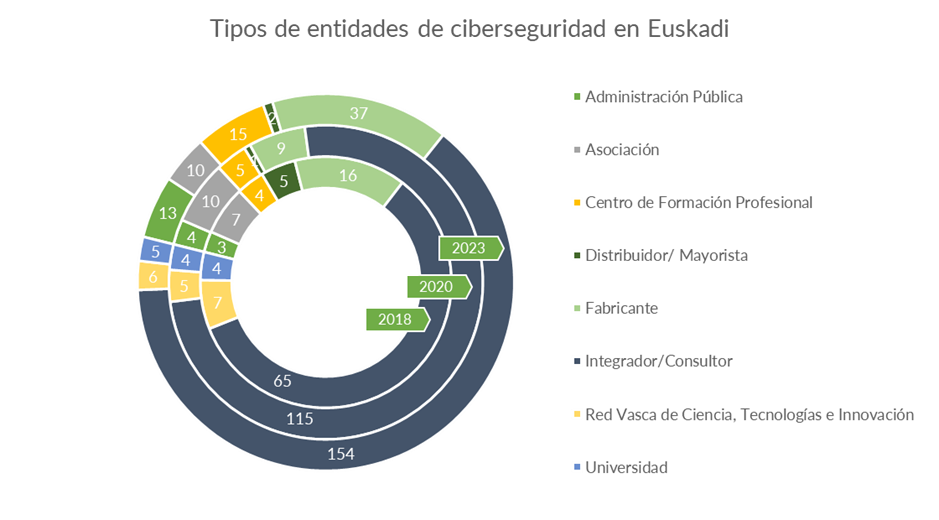 Tipos de entidades de ciberseguridad en Euskadi
37
15
2
9
10
5
16
5
4
10
7
13
4
3
5
4
4
6
5
7
2023
2020
2018
65
115
154
Administración Pública
Asociación
Centro de Formación Profesional
Distribuidor/ Mayorista
Fabricante
Integrador/Consultor
Red Vasca de Ciencia, Tecnologías e Innovación
Universidad